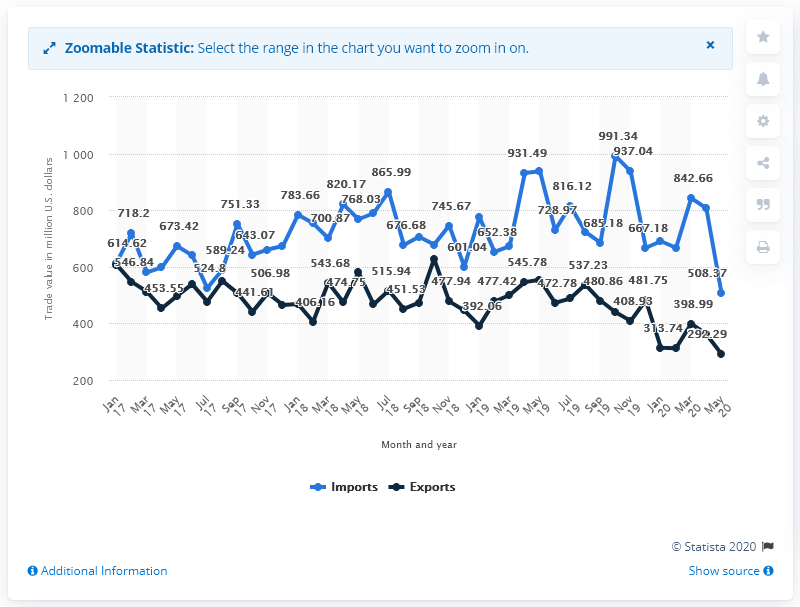 Zoomable Statistic: Select the range in the chart you want to zoom in on.
×
Trade value in million U.S. dollars
1 200
1 000
800
600
400
200
614.62
718.2
673.42
524.8
589.24
751.33
643.07
783.66
700.87
820.17
768.03
865.99
676.68
745.67
601.04
652.38
931.49
728.97
816.12
685.18
991.34
937.04
667.18
842.66
508.37
546.84
453.55
441.61
506.98
406.16
543.68
474.75
515.94
451.53
477.94
392.06
477.42
545.78
472.78
537.23
480.86
408.93
481.75
313.74
398.99
292.29
Jan 17
Mar 17
May 17
Jul 17
Sep 17
Nov 17
Jan 18
Mar 18
May 18
Jul 18
Sep 18
Nov 18
Jan 19
Mar 19
May 19
Jul 19
Sep 19
Nov 19
Jan 20
Mar 20
May 20
Month and year
Imports Exports
© Statista 2020
Additional Information Show source